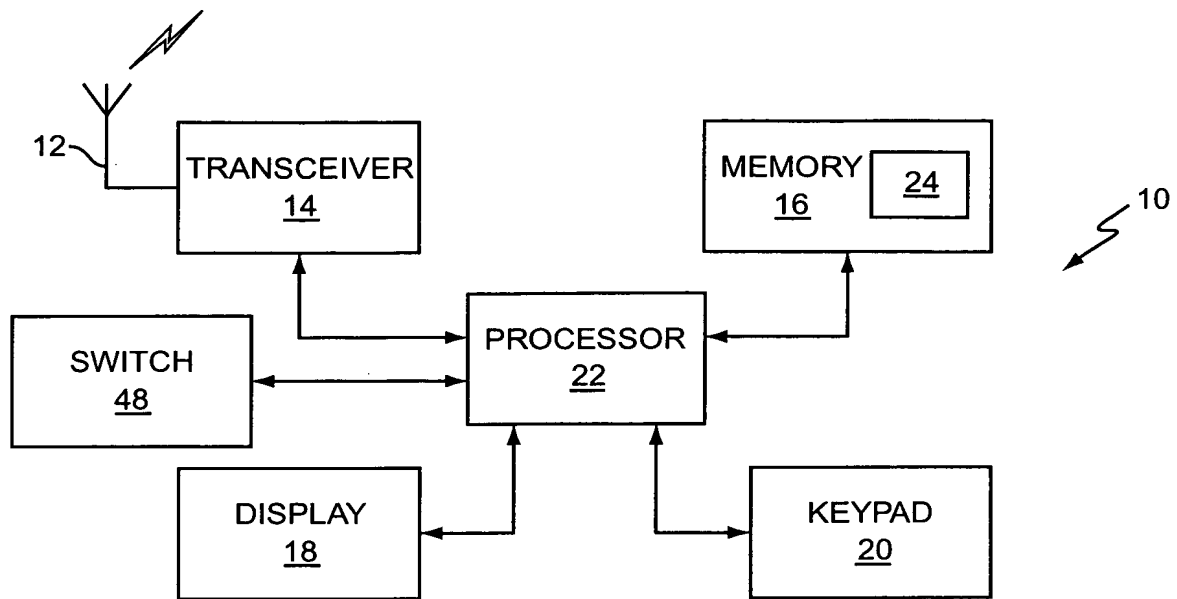 12
TRANSCEIVER
14
MEMORY
16
24
10
SWITCH
48
PROCESSOR
22
DISPLAY
18
KEYPAD
20